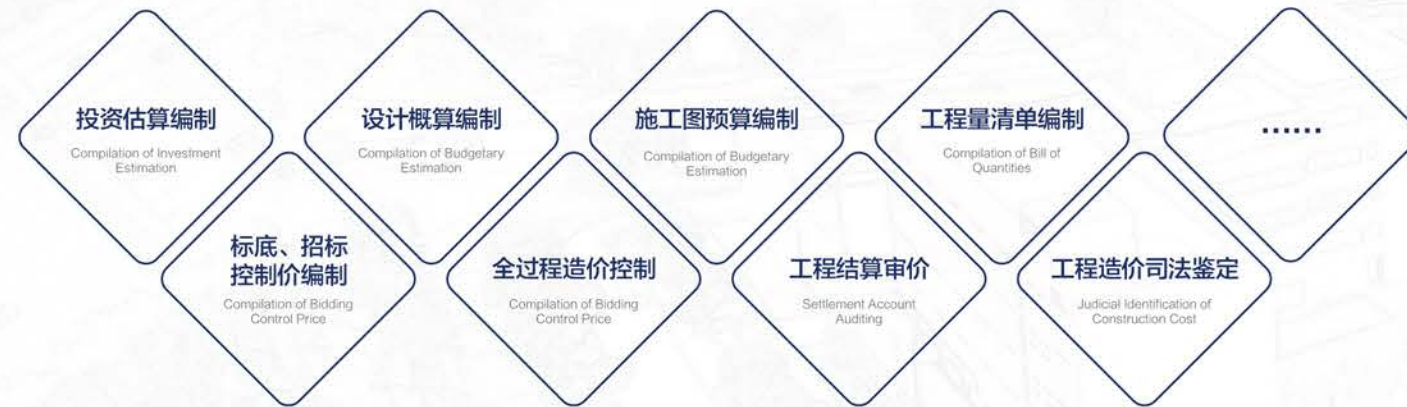 投资估算编制
Compilation of Investment
Estimation
设计概算编制
Compilation of Budgetary
Estimation
施工图预算编制
Compilation of Budgetary
Estimation
工程量清单编制
Compilation of Bill of
Quantities
······
标底、招标
控制价编制
Compilation of Bidding
Control Price
全过程造价控制
Compilation of Bidding
Control Price
工程结算审价
Settlement Account
Auditing
工程造价司法鉴定
Judicial Identification of
Construction Cost